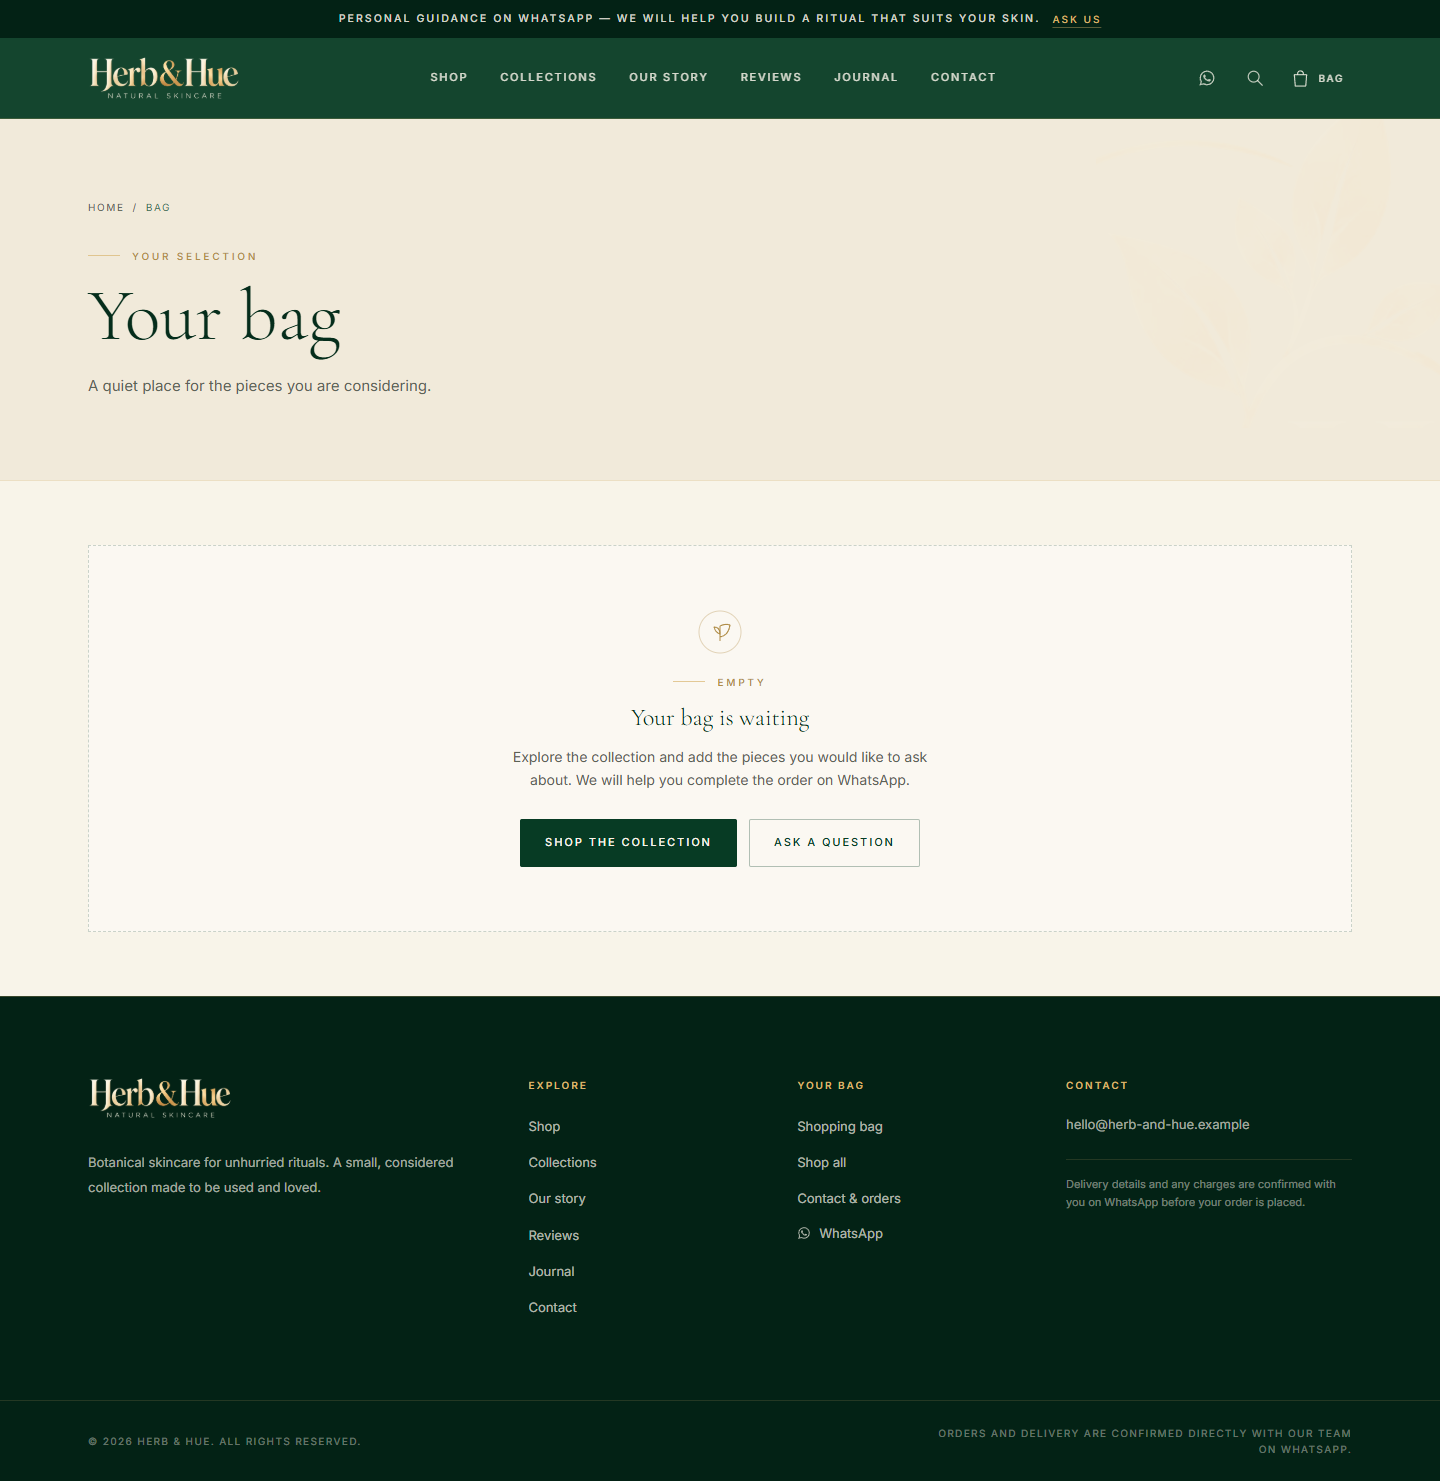 PERSONAL GUIDANCE ON WHATSAPP — WE WILL HELP YOU BUILD A RITUAL THAT SUITS YOUR SKIN. ASK US
Herb&Hue
NATURAL SKINCARE
SHOP COLLECTIONS OUR STORY REVIEWS JOURNAL CONTACT
BAG
HOME / BAG
YOUR SELECTION
Your bag
A quiet place for the pieces you are considering.
EMPTY
Your bag is waiting
Explore the collection and add the pieces you would like to ask
about. We will help you complete the order on WhatsApp.
SHOP THE COLLECTION
ASK A QUESTION
Herb&Hue
NATURAL SKINCARE
Botanical skincare for unhurried rituals. A small, considered
collection made to be used and loved.
EXPLORE
Shop
Collections
Our story
Reviews
Journal
Contact
YOUR BAG
Shopping bag
Shop all
Contact & orders
WhatsApp
CONTACT
hello@herb-and-hue.example
Delivery details and any charges are confirmed with
you on WhatsApp before your order is placed.
© 2026 HERB & HUE. ALL RIGHTS RESERVED.
ORDERS AND DELIVERY ARE CONFIRMED DIRECTLY WITH OUR TEAM
ON WHATSAPP.